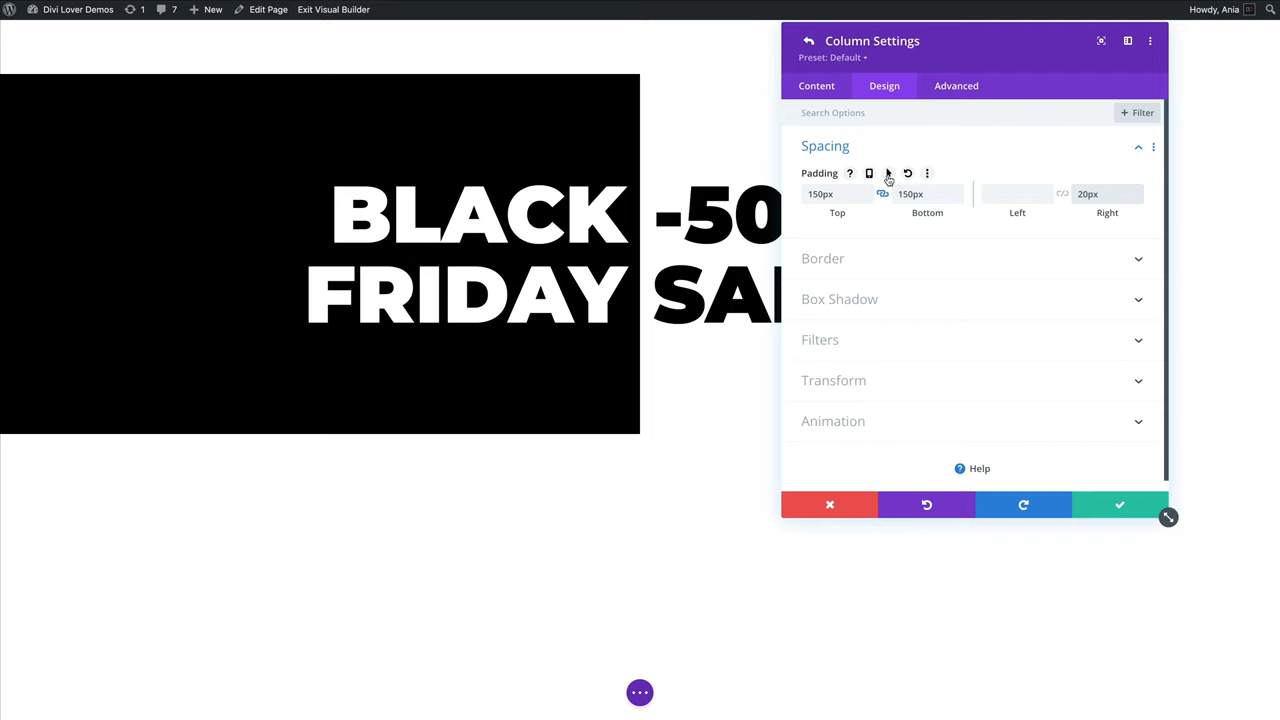 Divi Lover Demos 1 7 New Edit Page Exit Visual Builder Howdy, Ania
Column Settings
Preset: Default
Content Design Advanced
Search Options Filter
Spacing
Padding
150px 150px 20px
Top Bottom Left Right
BLACK -50
FRIDAY SAL
Border
Box Shadow
Filters
Transform
Animation
Help